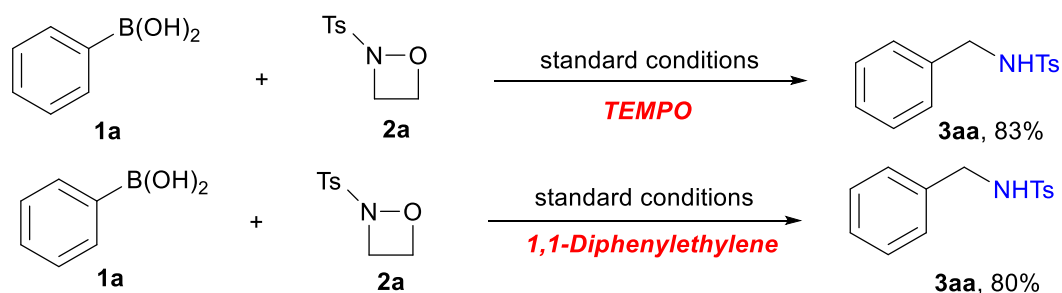 B(OH)2
Ts
N O
+
standard conditions
TEMPO
NHTs
1a
2a
3aa, 83%
B(OH)2
Ts
N O
+
standard conditions
1,1-Diphenylethylene
NHTs
1a
2a
3aa, 80%